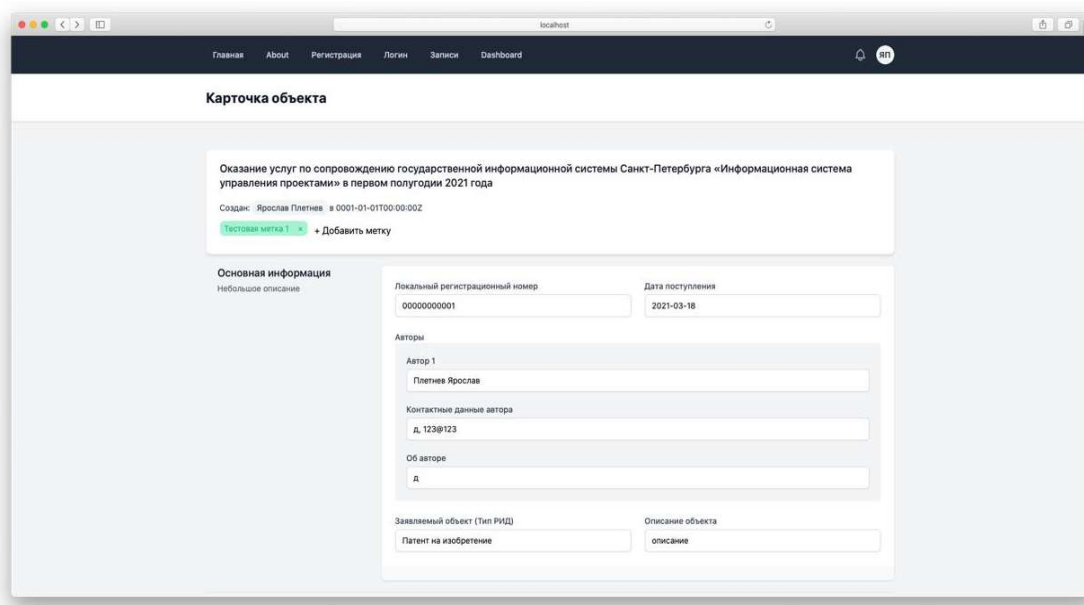 localhost
Главная About Регистрация Логин Записи Dashboard ЯП
Карточка объекта
Оказание услуг по сопровождению государственной информационной системы Санкт-Петербурга «Информационная система
управления проектами» в первом полугодии 2021 года
Создан: Ярослав Плетнев в 0001-01-01T00:00:00Z
Тестовая метка 1 × + Добавить метку
Основная информация
Небольшое описание
Локальный регистрационный номер Дата поступления
00000000001 2021-03-18
Авторы
Автор 1
Плетнев Ярослав
Контактные данные автора
д, 123@123
Об авторе
д
Заявляемый объект (Тип РИД) Описание объекта
Патент на изобретение описание